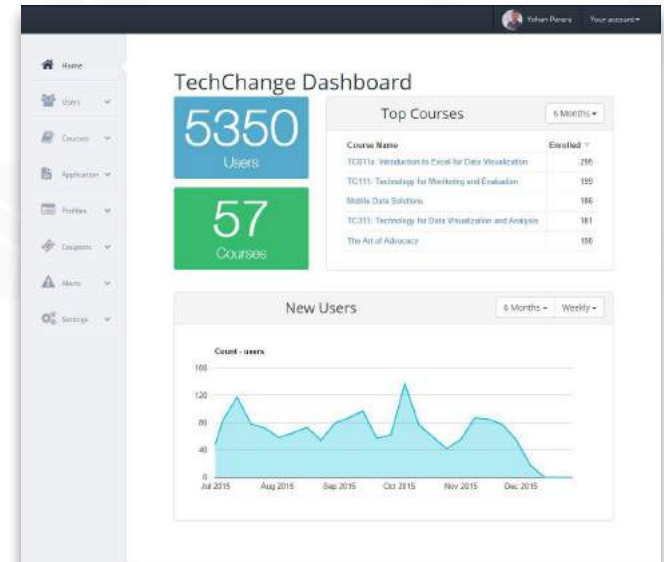 Yohan Perera Your account
Home
Users
Courses
Application
Profiles
Coupons
Alerts
Settings
TechChange Dashboard
5350
Users
57
Courses
Top Courses
6 Months
Course Name Enrolled
TC011a: Introduction to Excel for Data Visualization 295
TC111: Technology for Monitoring and Evaluation 199
Mobile Data Solutions 186
TC311: Technology for Data Visualization and Analysis 181
The Art of Advocacy
New Users
6 Months Weekly
Count - users
160
120
80
40
0
Jul 2015 Aug 2015 Sep 2015 Oct 2015 Nov 2015 Dec 2015